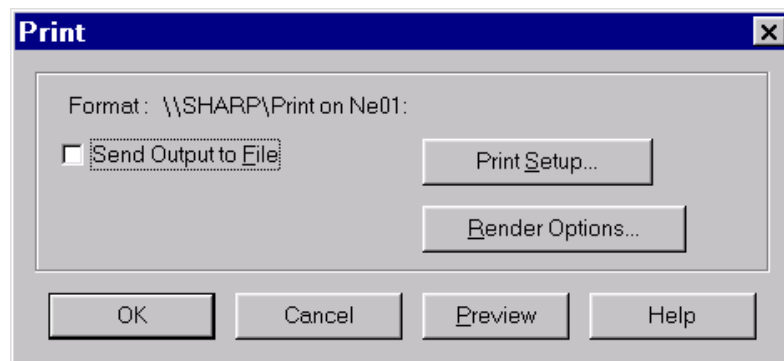 Print
Format : \\SHARP\Print on Ne01:
Send Output to File
Print Setup...
Render Options...
OK Cancel Preview Help